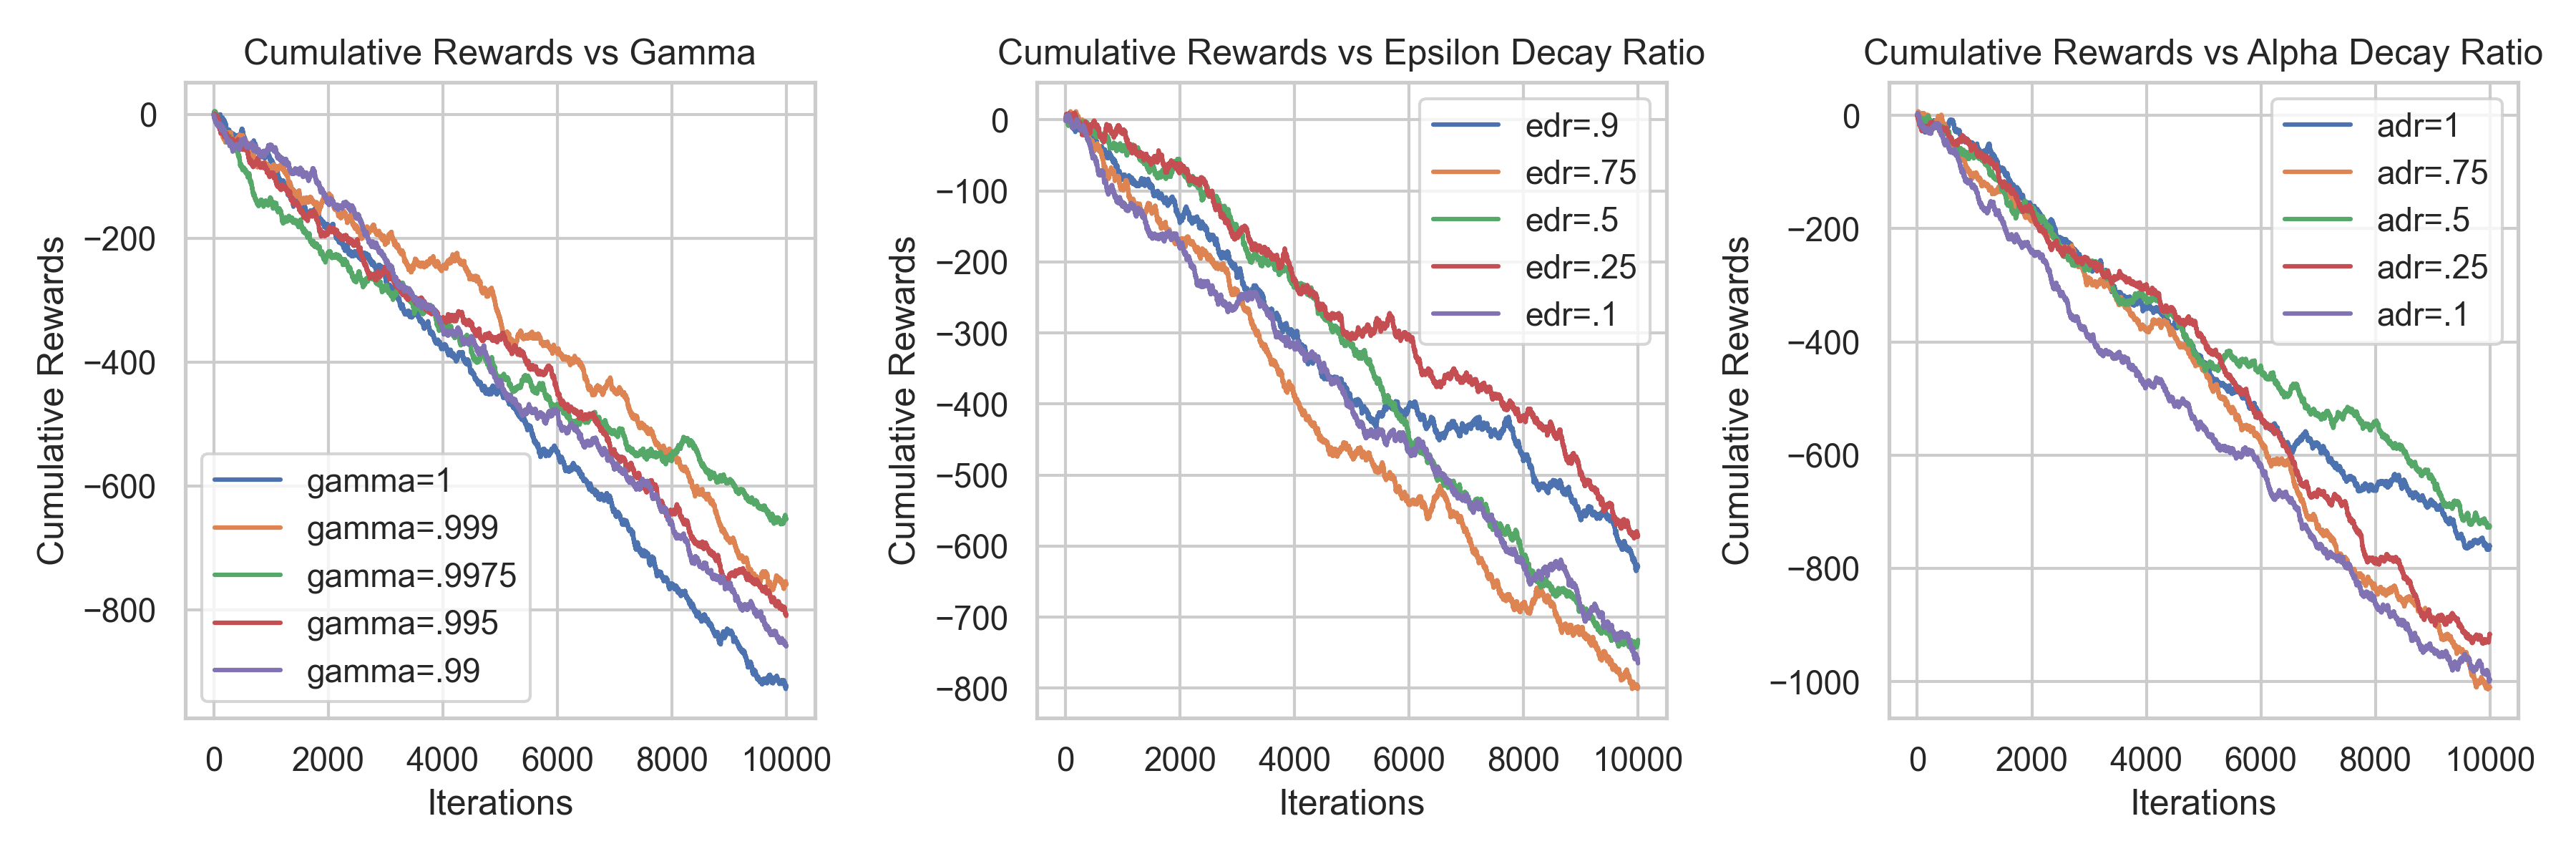 Cumulative Rewards vs Gamma
Cumulative Rewards
0
−200
−400
−600
−800
gamma=1
gamma=.999
gamma=.9975
gamma=.995
gamma=.99
0 2000 4000 6000 8000 10000
Iterations
Cumulative Rewards vs Epsilon Decay Ratio
Cumulative Rewards
0
−100
−200
−300
−400
−500
−600
−700
−800
edr=.9
edr=.75
edr=.5
edr=.25
edr=.1
0 2000 4000 6000 8000 10000
Iterations
Cumulative Rewards vs Alpha Decay Ratio
Cumulative Rewards
0
−200
−400
−600
−800
−1000
adr=1
adr=.75
adr=.5
adr=.25
adr=.1
0 2000 4000 6000 8000 10000
Iterations